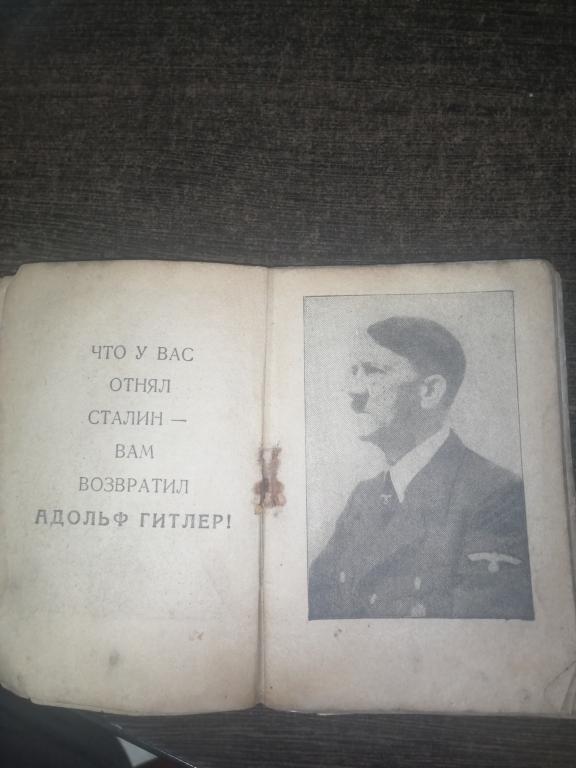 ЧТО У ВАС
ОТНЯЛ
СТАЛИН —
ВАМ
ВОЗВРАТИЛ
АДОЛЬФ ГИТЛЕР!